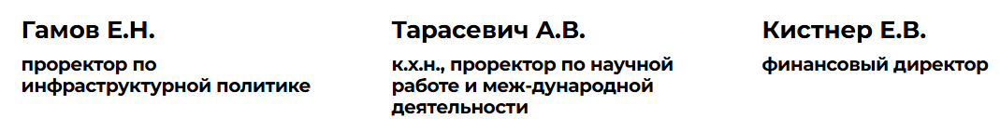 Гамов Е.Н.
проректор по
инфраструктурной политике
Тарасевич А.В.
к.х.н., проректор по научной
работе и меж-дународной
деятельности
Кистнер Е.В.
финансовый директор